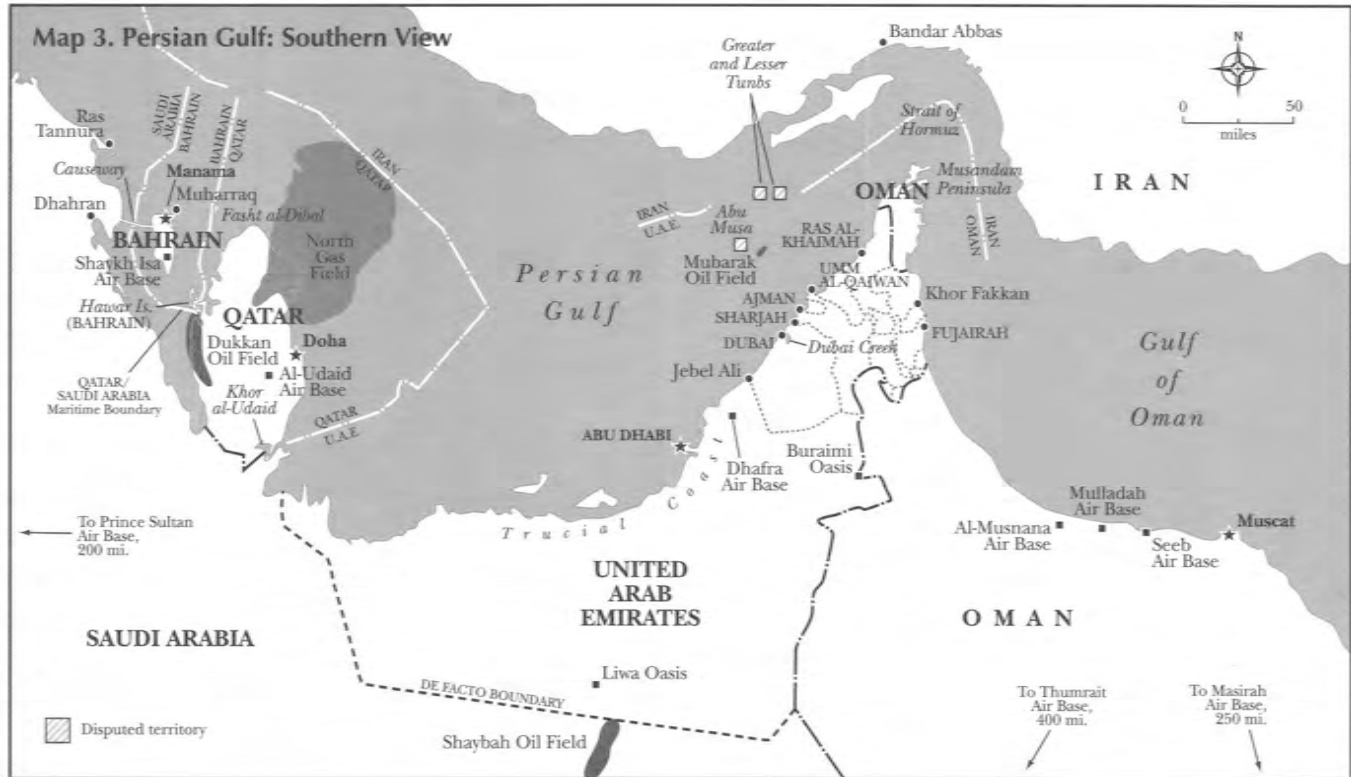 Map 3. Persian Gulf: Southern View
Greater
and Lesser
Tunbs
Bandar Abbas
N
0
50
miles
Strait of
Hormuz
Musandam
Peninsula
I R A N
Ras
Tannura
SAUDI
ARABIA
BAHRAIN
BAHRAIN
QATAR
IRAN
QATAR
Causeway
Manama
Muharraq
Dhahran
Fasht al-Dibal
BAHRAIN
North
Gas
Field
Shaykh Isa
Air Base
Hawar Is.
(BAHRAIN)
QATAR
Dukkan
Oil Field
Doha
Al-Udaid
Air Base
QATAR/
SAUDI ARABIA
Maritime Boundary
Khor
al-Udaid
QATAR
U.A.E.
Persian
Gulf
IRAN
U.A.E.
Abu
Musa
Mubarak
Oil Field
OMAN
IRAN
OMAN
RAS AL-
KHAIMAH
UMM
AL-QAIWAN
AJMAN
SHARJAH
DUBAI
Dubai Creek
Khor Fakkan
FUJAIRAH
Jebel Ali
Gulf
of
Oman
ABU DHABI
Dhafra
Air Base
Buraimi
Oasis
Trucial Coast
To Prince Sultan
Air Base,
200 mi.
Al-Musnana
Air Base
Mulladah
Air Base
Seeb
Air Base
Muscat
UNITED
ARAB
EMIRATES
SAUDI ARABIA
O M A N
Liwa Oasis
DE FACTO BOUNDARY
To Thumrait
Air Base,
400 mi.
To Masirah
Air Base,
250 mi.
Disputed territory
Shaybah Oil Field